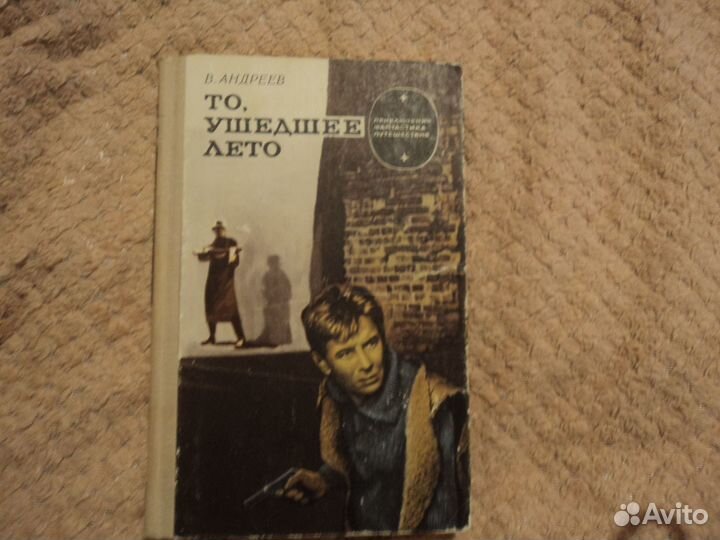 В. АНДРЕЕВ
ТО,
УШЕДШЕЕ
ЛЕТО
ПРИКЛЮЧЕНИЯ
ФАНТАСТИКА
ПУТЕШЕСТВИЯ
Avito